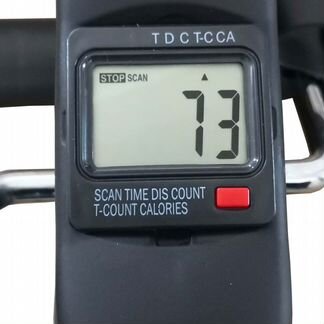 T D C T-C CA
STOP SCAN
73
SCAN TIME DIS COUNT
T-COUNT CALORIES